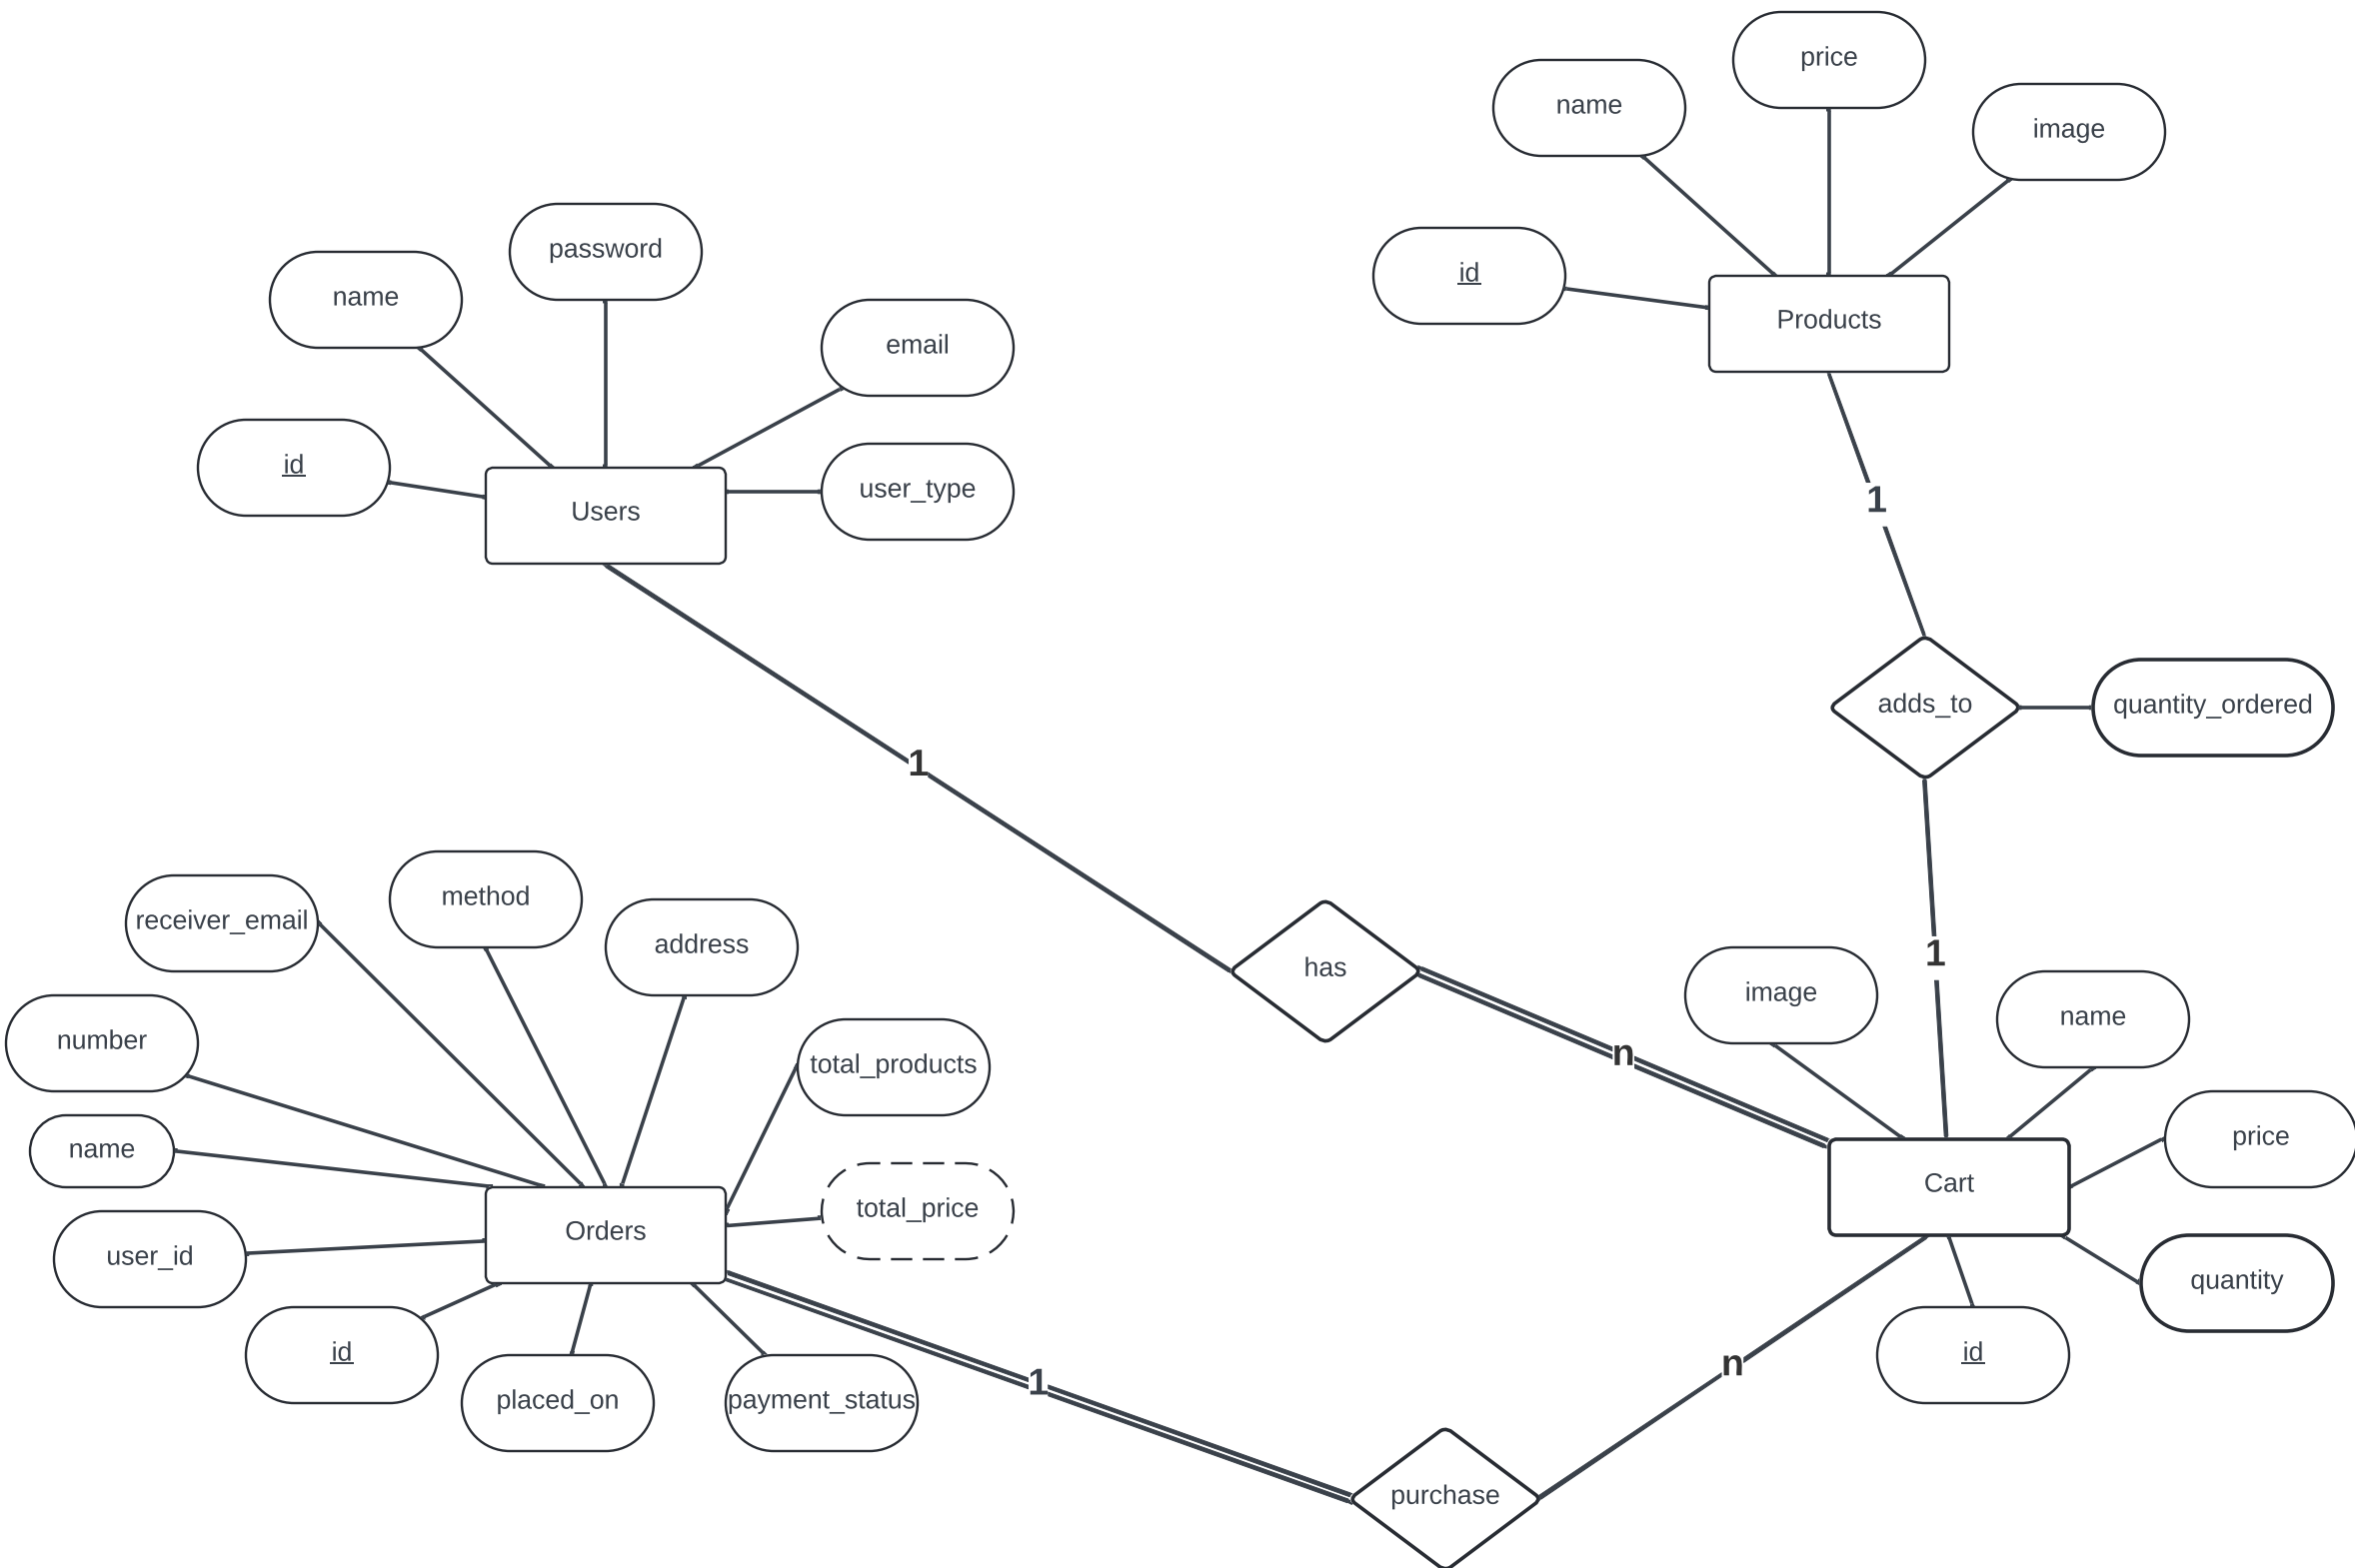 price
name
image
id
Products
password
name
email
id
user_type
Users
1
adds_to
quantity_ordered
1
has
1
n
image
name
price
Cart
quantity
id
n
receiver_email
method
address
number
total_products
name
total_price
Orders
user_id
id
placed_on
payment_status
1
purchase